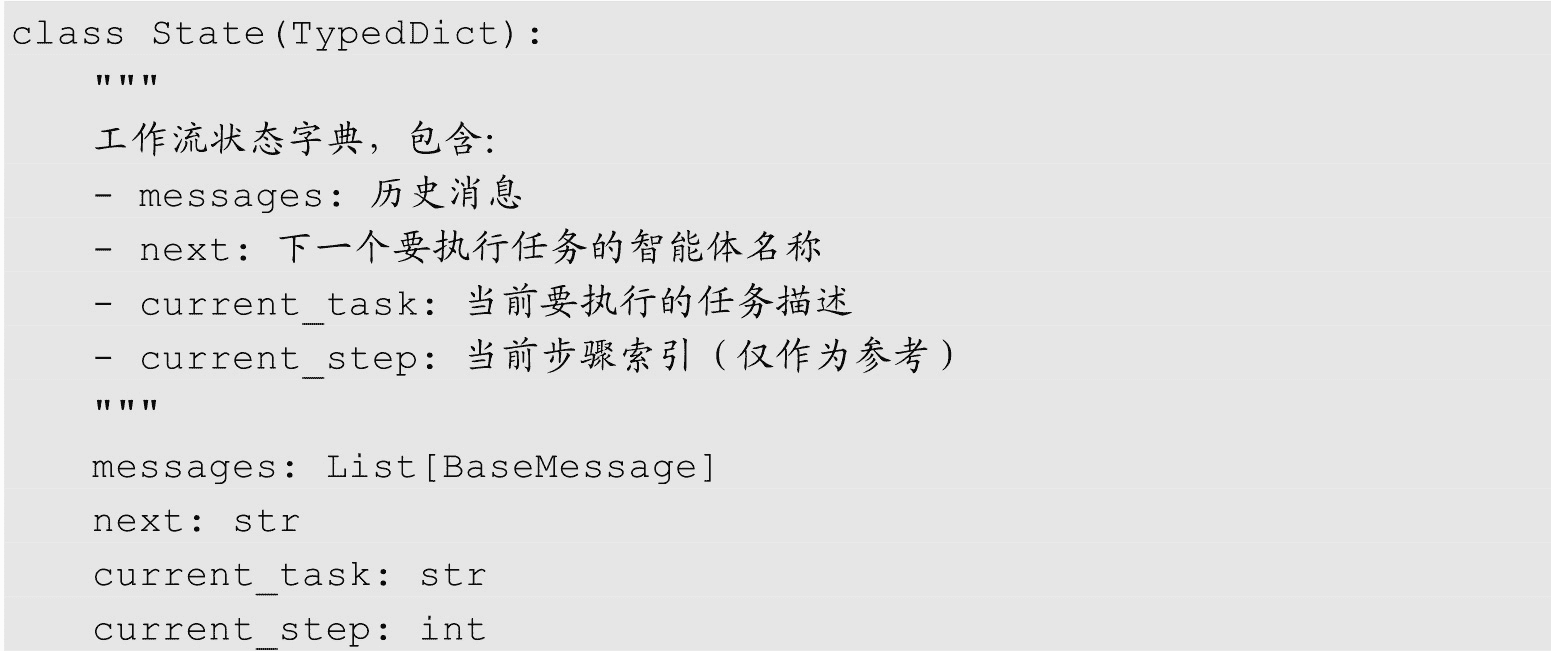 class State(TypedDict):
    """
    工作流状态字典，包含：
    - messages: 历史消息
    - next: 下一个要执行任务的智能体名称
    - current_task: 当前要执行的任务描述
    - current_step: 当前步骤索引（仅作为参考）
    """
    messages: List[BaseMessage]
    next: str
    current_task: str
    current_step: int